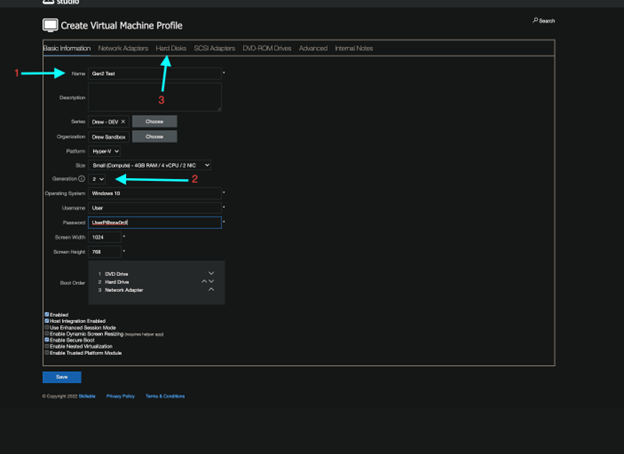 studio
Create Virtual Machine Profile
Search
Basic Information Network Adapters Hard Disks SCSI Adapters DVD-ROM Drives Advanced Internal Notes
1
Name Gen2 Test *
3
Description
Series Drew - DEV × Choose
Organization Drew Sandbox Choose
Platform Hyper-V
Size Small (Compute) - 4GB RAM / 4 vCPU / 2 NIC
Generation 2
2
Operating System Windows 10 *
Username User *
Password *
Screen Width 1024 *
Screen Height 768 *
Boot Order
1 DVD Drive
2 Hard Drive
3 Network Adapter
Enabled
Host Integration Enabled
Use Enhanced Session Mode
Enable Dynamic Screen Resizing (requires helper app)
Enable Secure Boot
Enable Nested Virtualization
Enable Trusted Platform Module
Save
© Copyright 2022 Skillable Privacy Policy Terms & Conditions